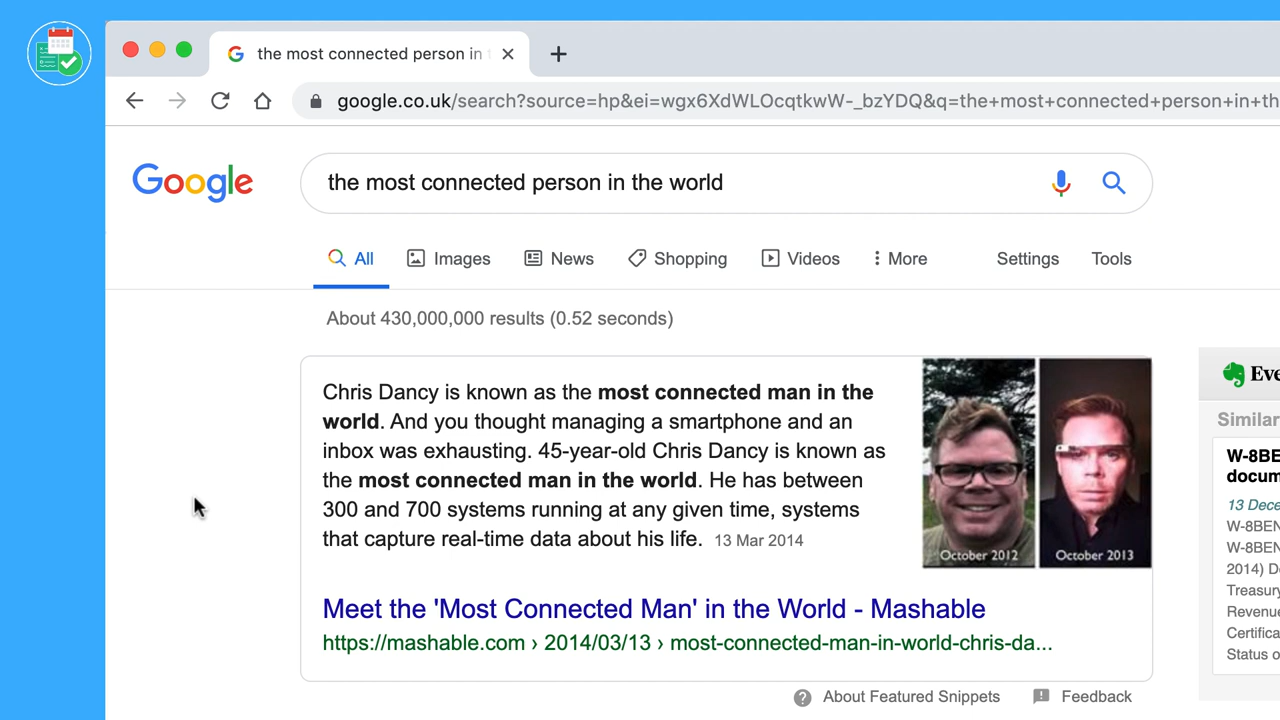 the most connected person in
google.co.uk/search?source=hp&ei=wgx6XdWLOcqtkwW-_bzYDQ&q=the+most+connected+person+in+th
Google
the most connected person in the world
All Images News Shopping Videos More Settings Tools
About 430,000,000 results (0.52 seconds)
Chris Dancy is known as the most connected man in the
world. And you thought managing a smartphone and an
inbox was exhausting. 45-year-old Chris Dancy is known as
the most connected man in the world. He has between
300 and 700 systems running at any given time, systems
that capture real-time data about his life. 13 Mar 2014
October 2012 October 2013
Meet the 'Most Connected Man' in the World - Mashable
https://mashable.com › 2014/03/13 › most-connected-man-in-world-chris-da...
About Featured Snippets Feedback
Eve
Similar
W-8BEN
docum
13 Dece
W-8BEN
W-8BEN
2014) D
Treasury
Revenue
Certifica
Status o